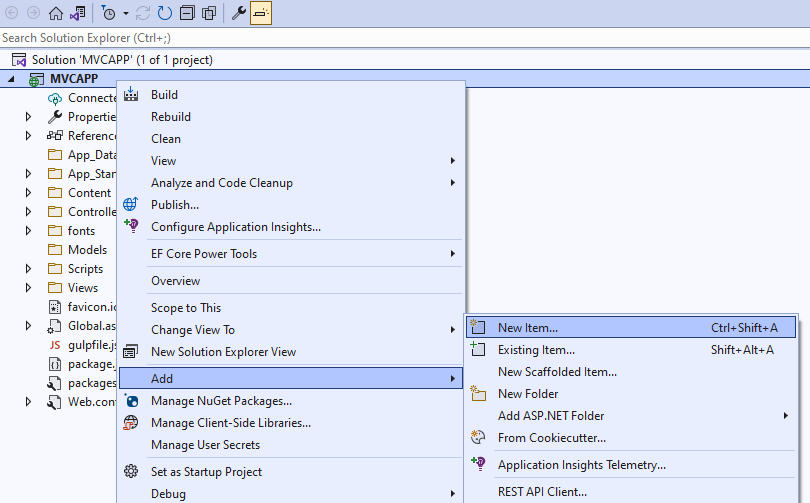 Search Solution Explorer (Ctrl+;)
Solution 'MVCAPP' (1 of 1 project)
MVCAPP
Connecte
Propertie
Reference
App_Data
App_Star
Content
Controlle
fonts
Models
Scripts
Views
favicon.ic
Global.as
JS gulpfile.js
package.j
packages
Web.con
Build
Rebuild
Clean
View
Analyze and Code Cleanup
Publish...
Configure Application Insights...
EF Core Power Tools
Overview
Scope to This
Change View To
New Solution Explorer View
Add
Manage NuGet Packages...
Manage Client-Side Libraries...
Manage User Secrets
Set as Startup Project
Debug
New Item... Ctrl+Shift+A
Existing Item... Shift+Alt+A
New Scaffolded Item...
New Folder
Add ASP.NET Folder
From Cookiecutter...
Application Insights Telemetry...
REST API Client...